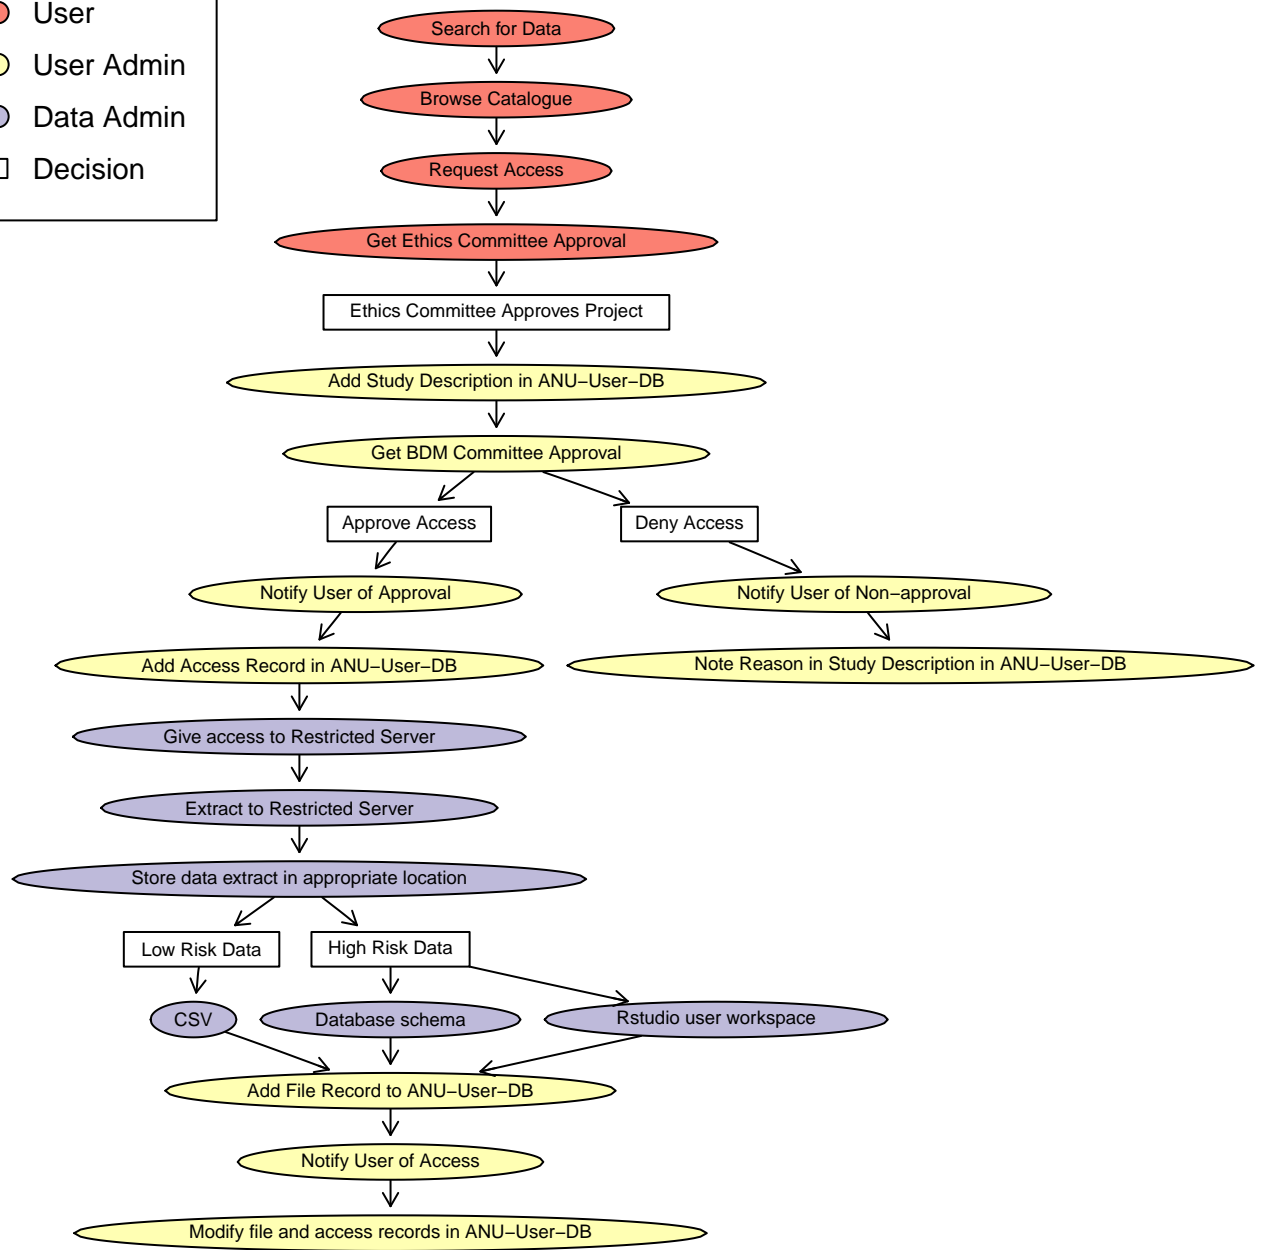 User
User Admin
Data Admin
Decision
Search for Data
Browse Catalogue
Request Access
Get Ethics Committee Approval
Ethics Committee Approves Project
Add Study Description in ANU−User−DB
Get BDM Committee Approval
Approve Access
Deny Access
Notify User of Approval
Notify User of Non−approval
Add Access Record in ANU−User−DB
Note Reason in Study Description in ANU−User−DB
Give access to Restricted Server
Extract to Restricted Server
Store data extract in appropriate location
Low Risk Data
High Risk Data
CSV
Database schema
Rstudio user workspace
Add File Record to ANU−User−DB
Notify User of Access
Modify file and access records in ANU−User−DB